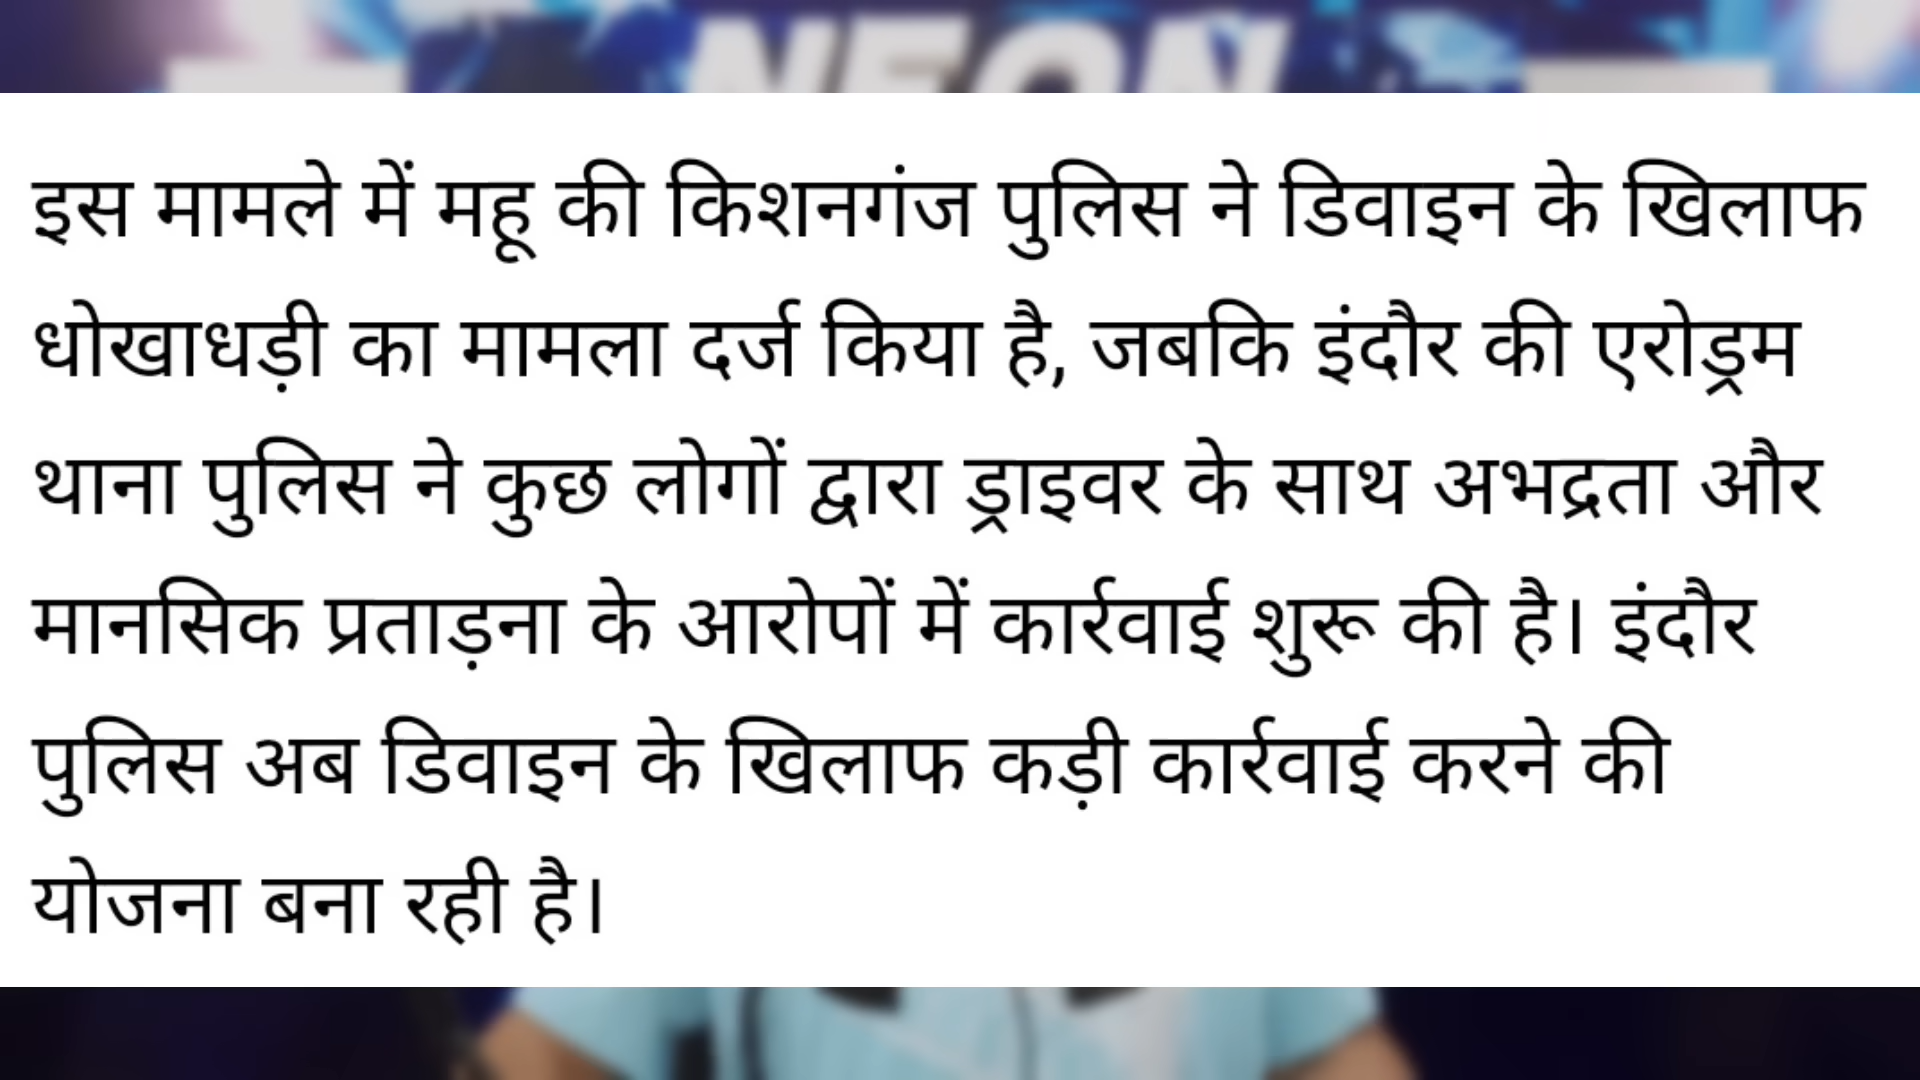 NEON
इस मामले में महू की किशनगंज पुलिस ने डिवाइन के खिलाफ
धोखाधड़ी का मामला दर्ज किया है, जबकि इंदौर की एरोड्रम
थाना पुलिस ने कुछ लोगों द्वारा ड्राइवर के साथ अभद्रता और
मानसिक प्रताड़ना के आरोपों में कार्रवाई शुरू की है। इंदौर
पुलिस अब डिवाइन के खिलाफ कड़ी कार्रवाई करने की
योजना बना रही है।